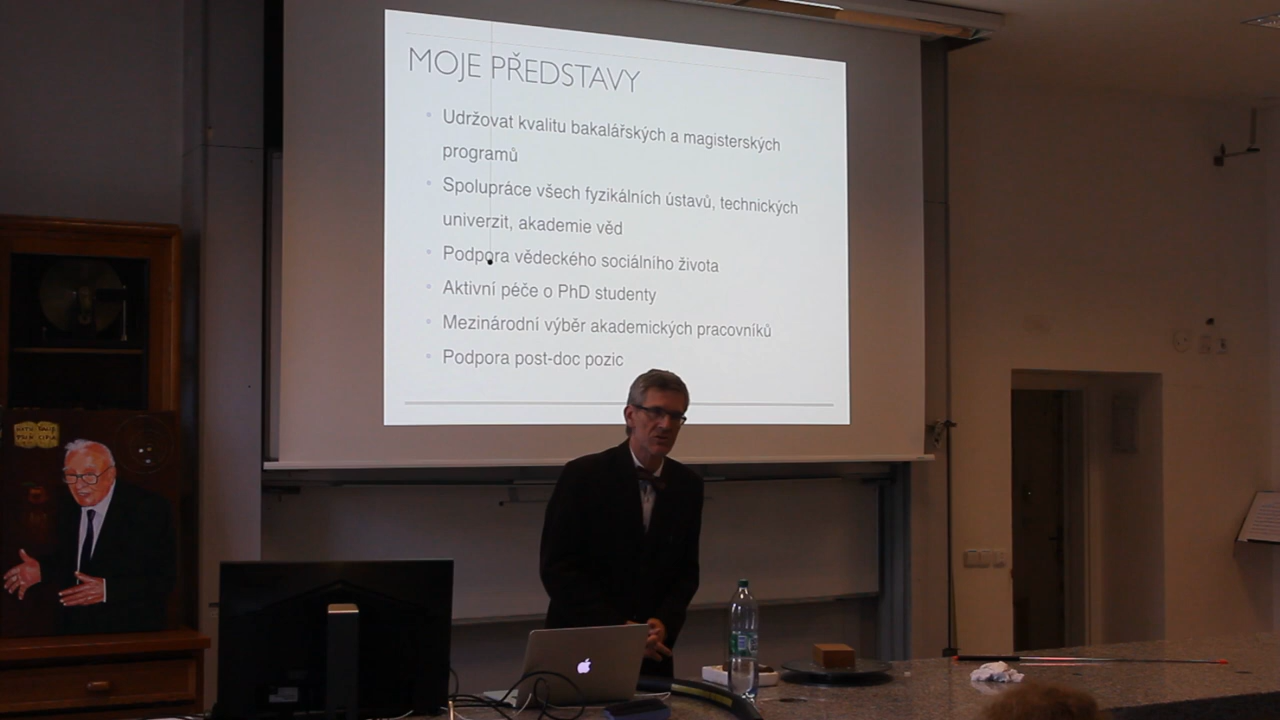 MOJE PŘEDSTAVY
Udržovat kvalitu bakalářských a magisterských
programů
Spolupráce všech fyzikálních ústavů, technických
univerzit, akademie věd
Podpora vědeckého sociálního života
Aktivní péče o PhD studenty
Mezinárodní výběr akademických pracovníků
Podpora post-doc pozic